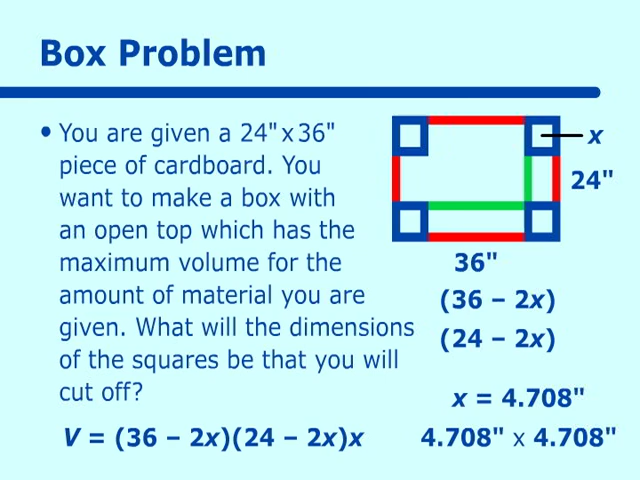 Box Problem
• You are given a 24" x 36"
piece of cardboard. You
want to make a box with
an open top which has the
maximum volume for the
amount of material you are
given. What will the dimensions
of the squares be that you will
cut off?
V = (36 – 2x)(24 – 2x)x
x
24"
36"
(36 – 2x)
(24 – 2x)
x = 4.708"
4.708" x 4.708"